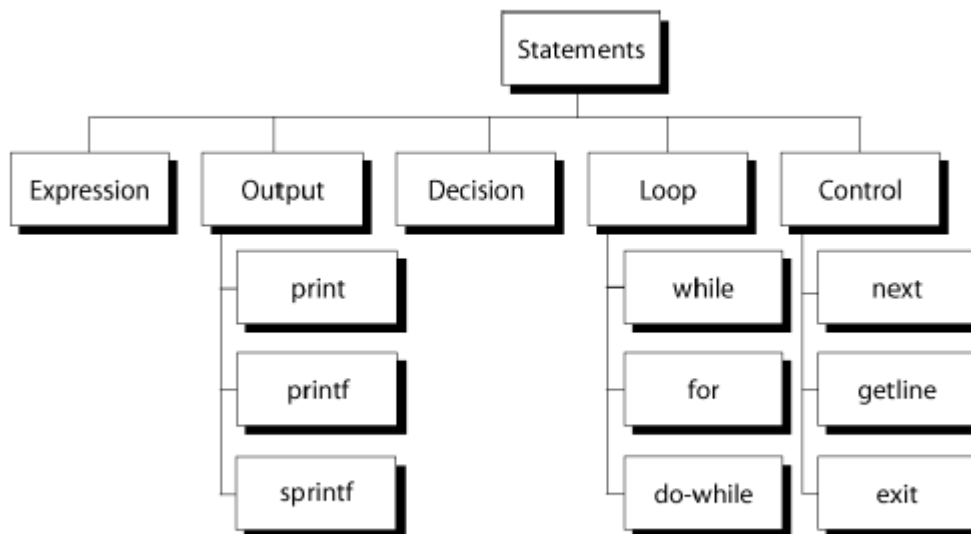 Statements
Expression
Output
Decision
Loop
Control
print
while
next
printf
for
getline
sprintf
do-while
exit